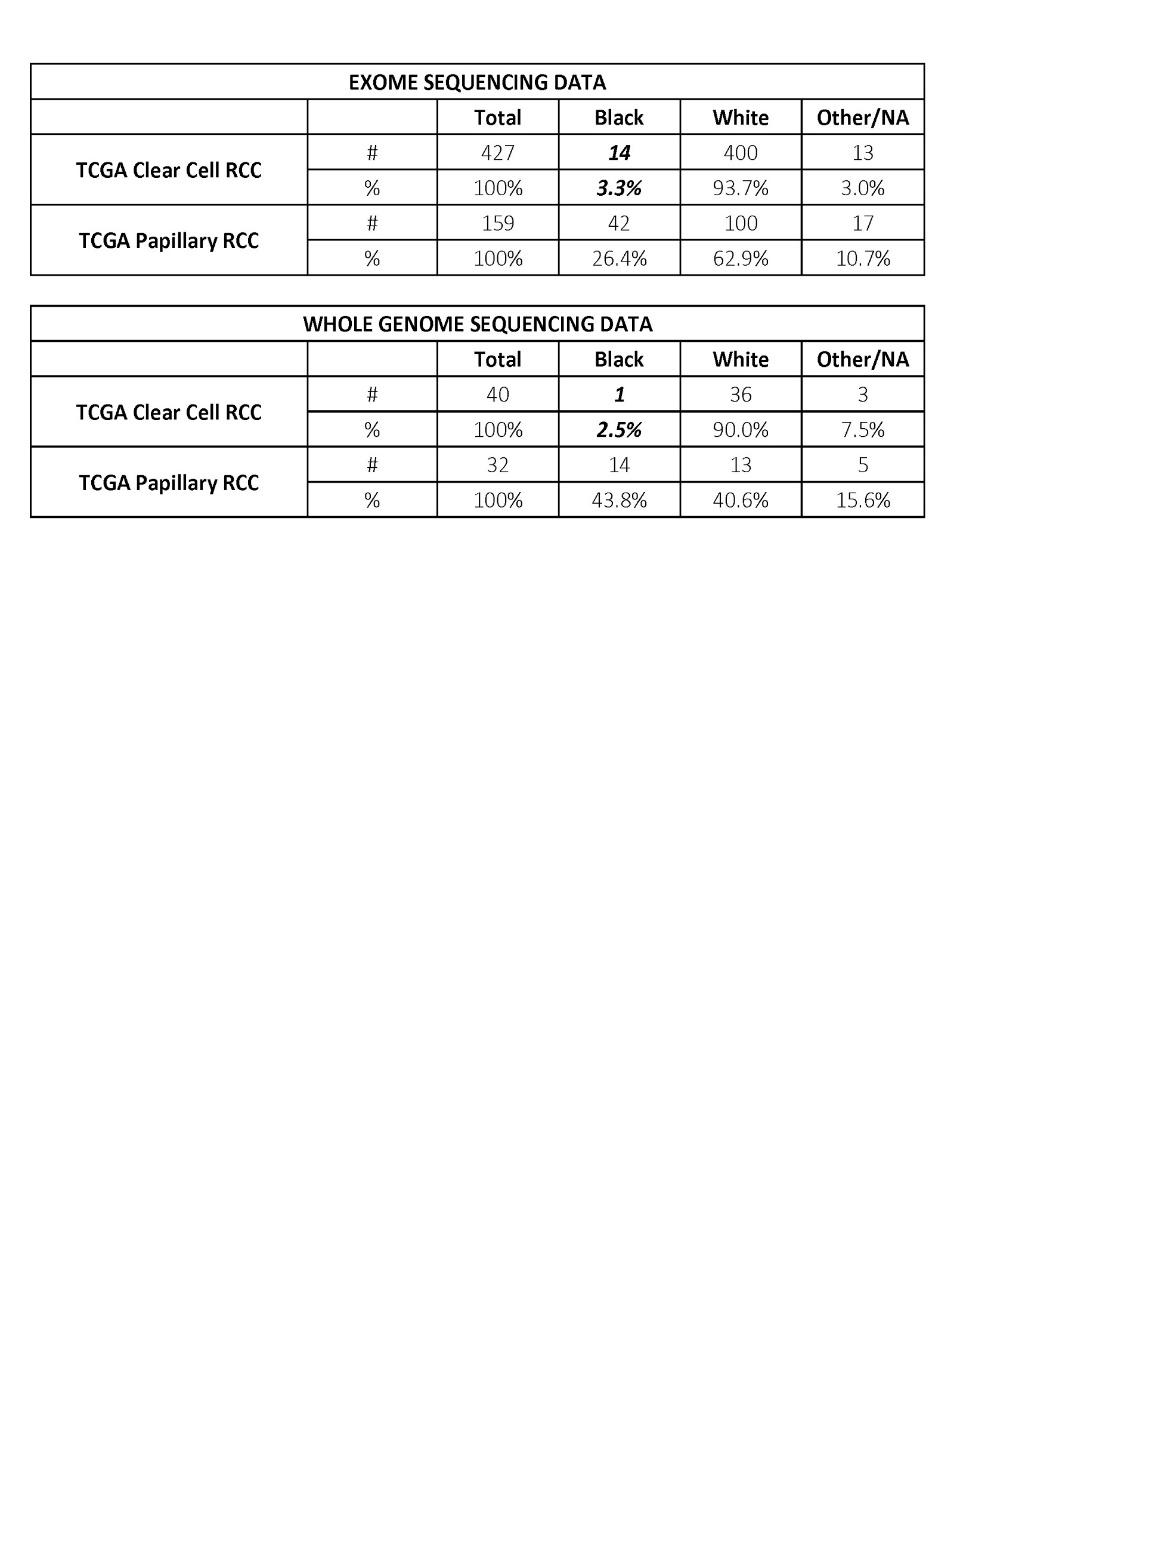 EXOME SEQUENCING DATA
Total Black White Other/NA
TCGA Clear Cell RCC # 427 14 400 13
% 100% 3.3% 93.7% 3.0%
TCGA Papillary RCC # 159 42 100 17
% 100% 26.4% 62.9% 10.7%
WHOLE GENOME SEQUENCING DATA
Total Black White Other/NA
TCGA Clear Cell RCC # 40 1 36 3
% 100% 2.5% 90.0% 7.5%
TCGA Papillary RCC # 32 14 13 5
% 100% 43.8% 40.6% 15.6%